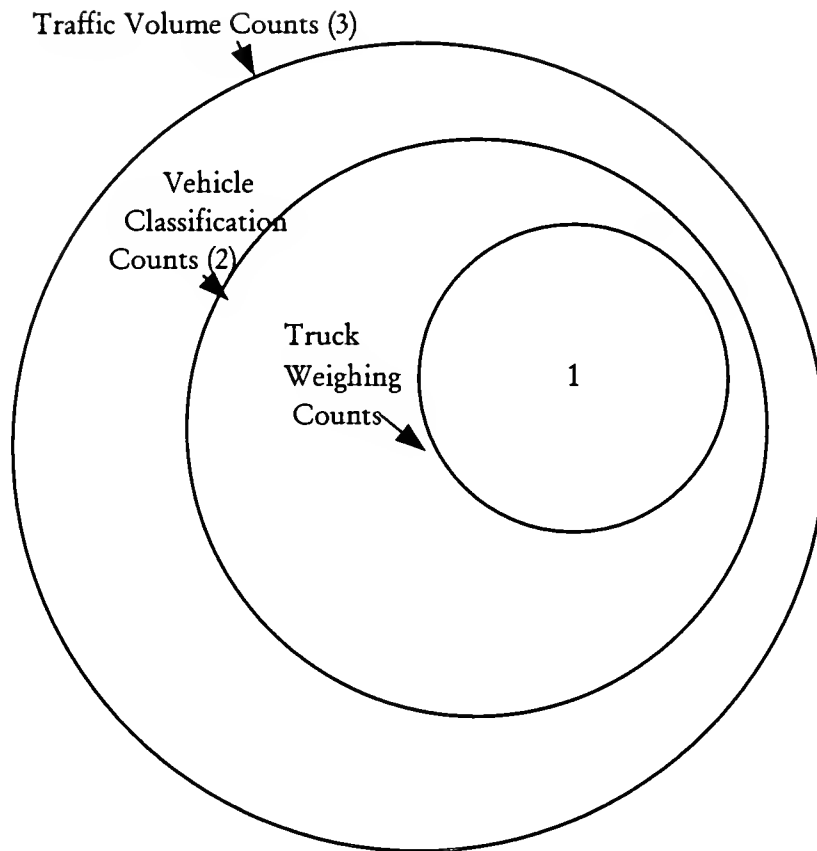 Traffic Volume Counts (3)
Vehicle
Classification
Counts (2)
Truck
Weighing
Counts
1